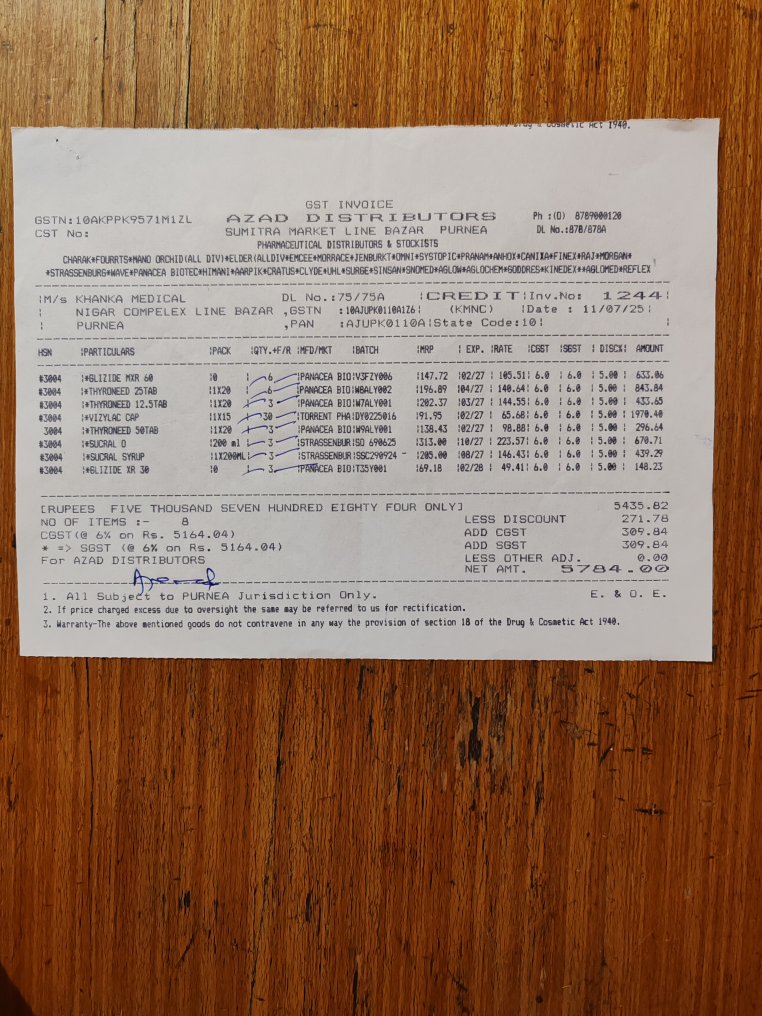 the Drug & Cosmetic Act 1940.
GST INVOICE
GSTN:10AKPPK9571M1ZL AZAD DISTRIBUTORS Ph :(O) 8789000120
CST No: SUMITRA MARKET LINE BAZAR PURNEA DL No.:87B/878A
PHARMACEUTICAL DISTRIBUTORS & STOCKISTS
CHARAK*FOURRTS*MANO ORCHID(ALL DIV)*ELDER(ALLDIV*EMCEE*MORRACE*JENBURKT*OMNI*SYSTOPIC*PRANAM*ANHOX*CANIXA*FINEX*RAJ*MORGAN*
*STRASSENBURG*WAVE*PANACEA BIOTEC*HIMANI*AARPIK*CRATUS*CLYDE*UHL*SURGE*SINSAN*SNOMED*AGLOW*AGLOCHEM*GODDRES*KINEDEX**AGLOMED*REFLEX
|M/s KHANKA MEDICAL DL No.:75/75A |CREDIT|Inv.No: 1244|
| NIGAR COMPELEX LINE BAZAR ,GSTN :10AJUPK0110A1Z6| (KMNC) |Date : 11/07/25|
| PURNEA ,PAN :AJUPK0110A|State Code:10| |
HSN |PARTICULARS |PACK |QTY.+F/R |MFD/MKT |BATCH |MRP | EXP. |RATE |CGST |SGST | DISC%| AMOUNT
#3004 |*GLIZIDE MXR 60 |0 | 6 |PANACEA BIO|V3FZY006 |147.72 |02/27 | 105.51| 6.0 | 6.0 | 5.00 | 633.06
#3004 |*THYRONEED 25TAB |1X20 | 6 |PANACEA BIO|W8ALY002 |196.89 |04/27 | 140.64| 6.0 | 6.0 | 5.00 | 843.84
#3004 |*THYRONEED 12.5TAB |1X20 | 3 |PANACEA BIO|W7ALY001 |202.37 |03/27 | 144.55| 6.0 | 6.0 | 5.00 | 433.65
#3004 |*VIZYLAC CAP |1X15 | 30 |TORRENT PHA|DY0225016 |91.95 |02/27 | 65.68| 6.0 | 6.0 | 5.00 | 1970.40
3004 |*THYRONEED 50TAB |1X20 | 3 |PANACEA BIO|W9ALY001 |138.43 |02/27 | 98.88| 6.0 | 6.0 | 5.00 | 296.64
#3004 |*SUCRAL O |200 ml | 3 |STRASSENBUR|SO 690625 |313.00 |10/27 | 223.57| 6.0 | 6.0 | 5.00 | 670.71
#3004 |*SUCRAL SYRUP |1X200ML| 3 |STRASSENBUR|SSC290924 |205.00 |08/27 | 146.43| 6.0 | 6.0 | 5.00 | 439.29
#3004 |*GLIZIDE XR 30 |0 | 3 |PANACEA BIO|T35Y001 |69.18 |02/28 | 49.41| 6.0 | 6.0 | 5.00 | 148.23
5435.82
[RUPEES FIVE THOUSAND SEVEN HUNDRED EIGHTY FOUR ONLY]
NO OF ITEMS :- 8 LESS DISCOUNT 271.78
CGST(@ 6% on Rs. 5164.04) ADD CGST 309.84
* => SGST (@ 6% on Rs. 5164.04) ADD SGST 309.84
For AZAD DISTRIBUTORS LESS OTHER ADJ. 0.00
NET AMT. 5784.00
1. All Subject to PURNEA Jurisdiction Only. E. & O. E.
2. If price charged excess due to oversight the same may be referred to us for rectification.
3. Warranty-The above mentioned goods do not contravene in any way the provision of section 18 of the Drug & Cosmetic Act 1940.